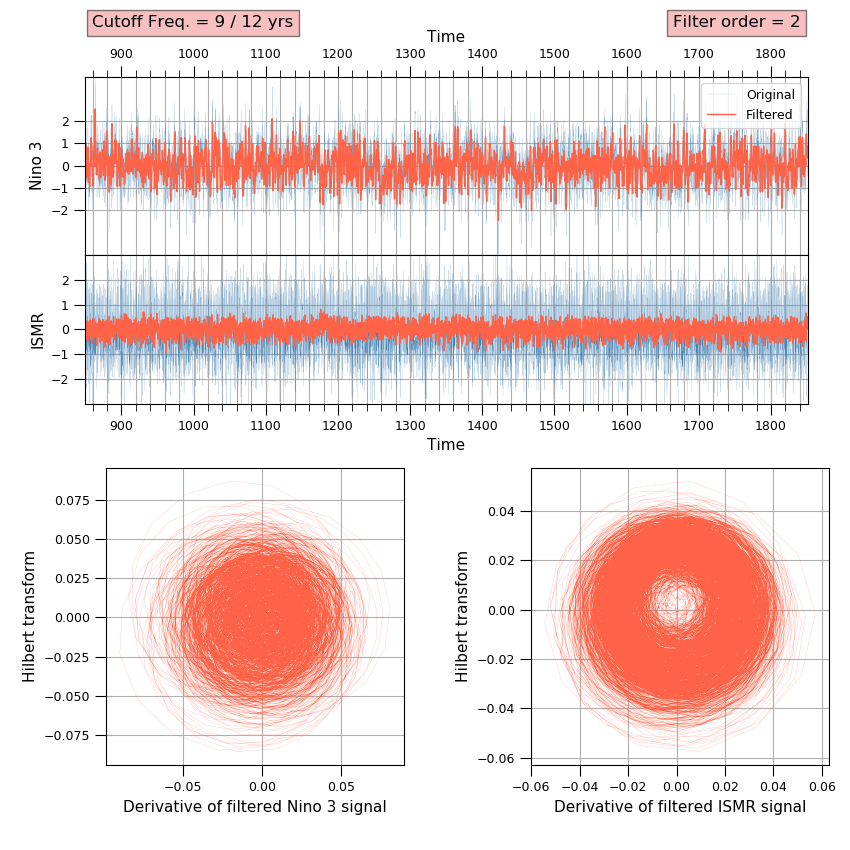 Cutoff Freq. = 9 / 12 yrs
Filter order = 2
Time
900 1000 1100 1200 1300 1400 1500 1600 1700 1800
Original
Filtered
Nino 3
2
1
0
−1
−2
ISMR
2
1
0
−1
−2
900 1000 1100 1200 1300 1400 1500 1600 1700 1800
Time
Hilbert transform
0.075
0.050
0.025
0.000
−0.025
−0.050
−0.075
−0.05 0.00 0.05
Derivative of filtered Nino 3 signal
Hilbert transform
0.04
0.02
0.00
−0.02
−0.04
−0.06
−0.06 −0.04 −0.02 0.00 0.02 0.04 0.06
Derivative of filtered ISMR signal